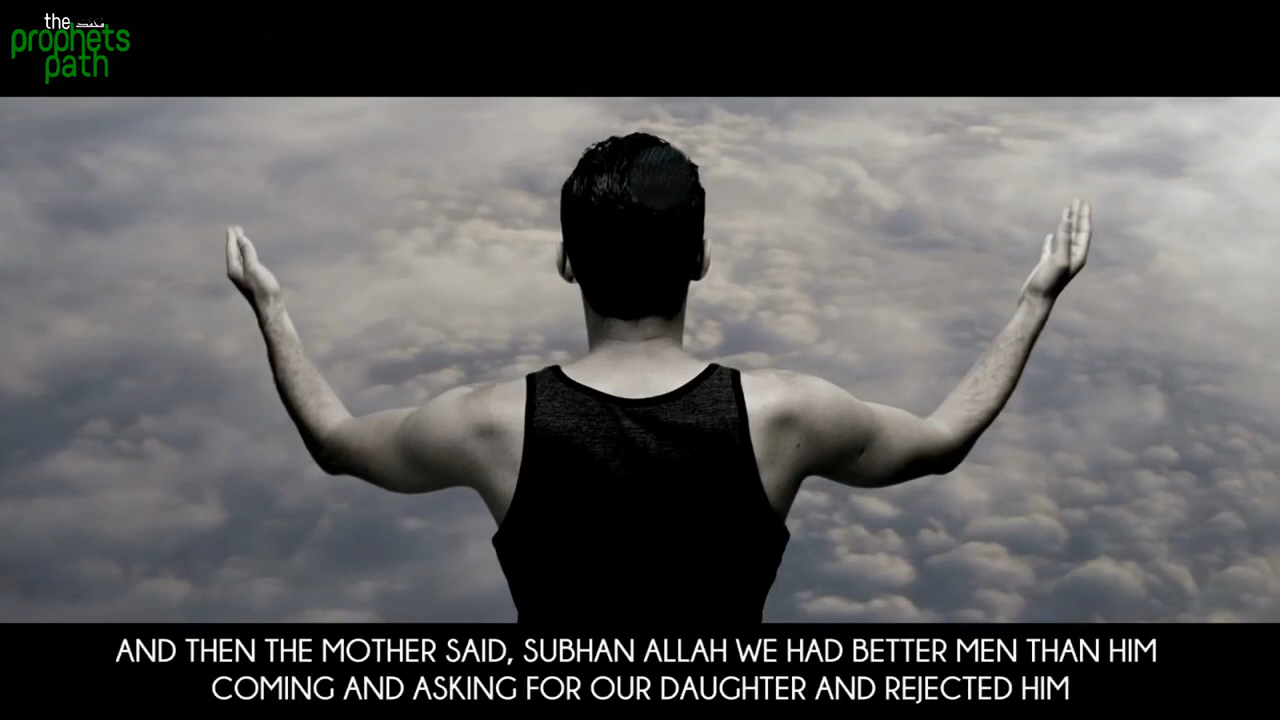 the محمد
prophets
path
AND THEN THE MOTHER SAID, SUBHAN ALLAH WE HAD BETTER MEN THAN HIM
COMING AND ASKING FOR OUR DAUGHTER AND REJECTED HIM